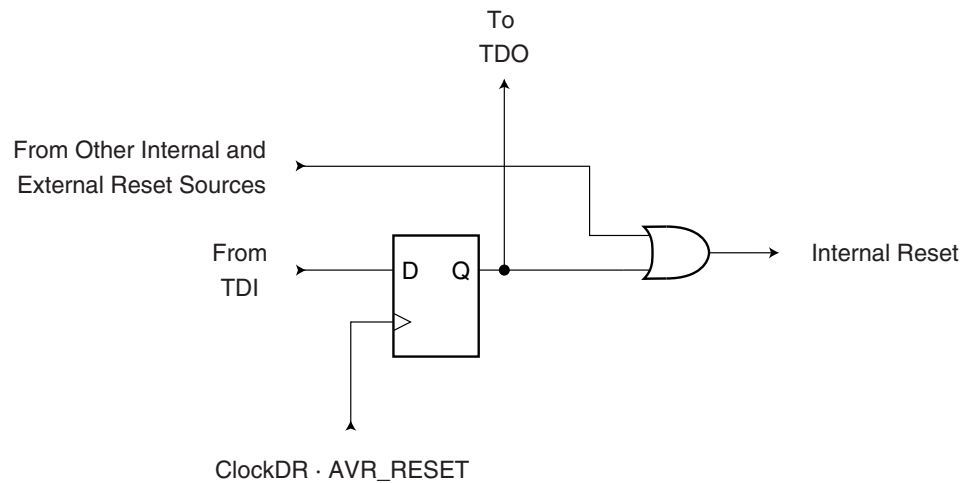 To
TDO
From Other Internal and
External Reset Sources
From
TDI
D
Q
Internal Reset
ClockDR · AVR_RESET